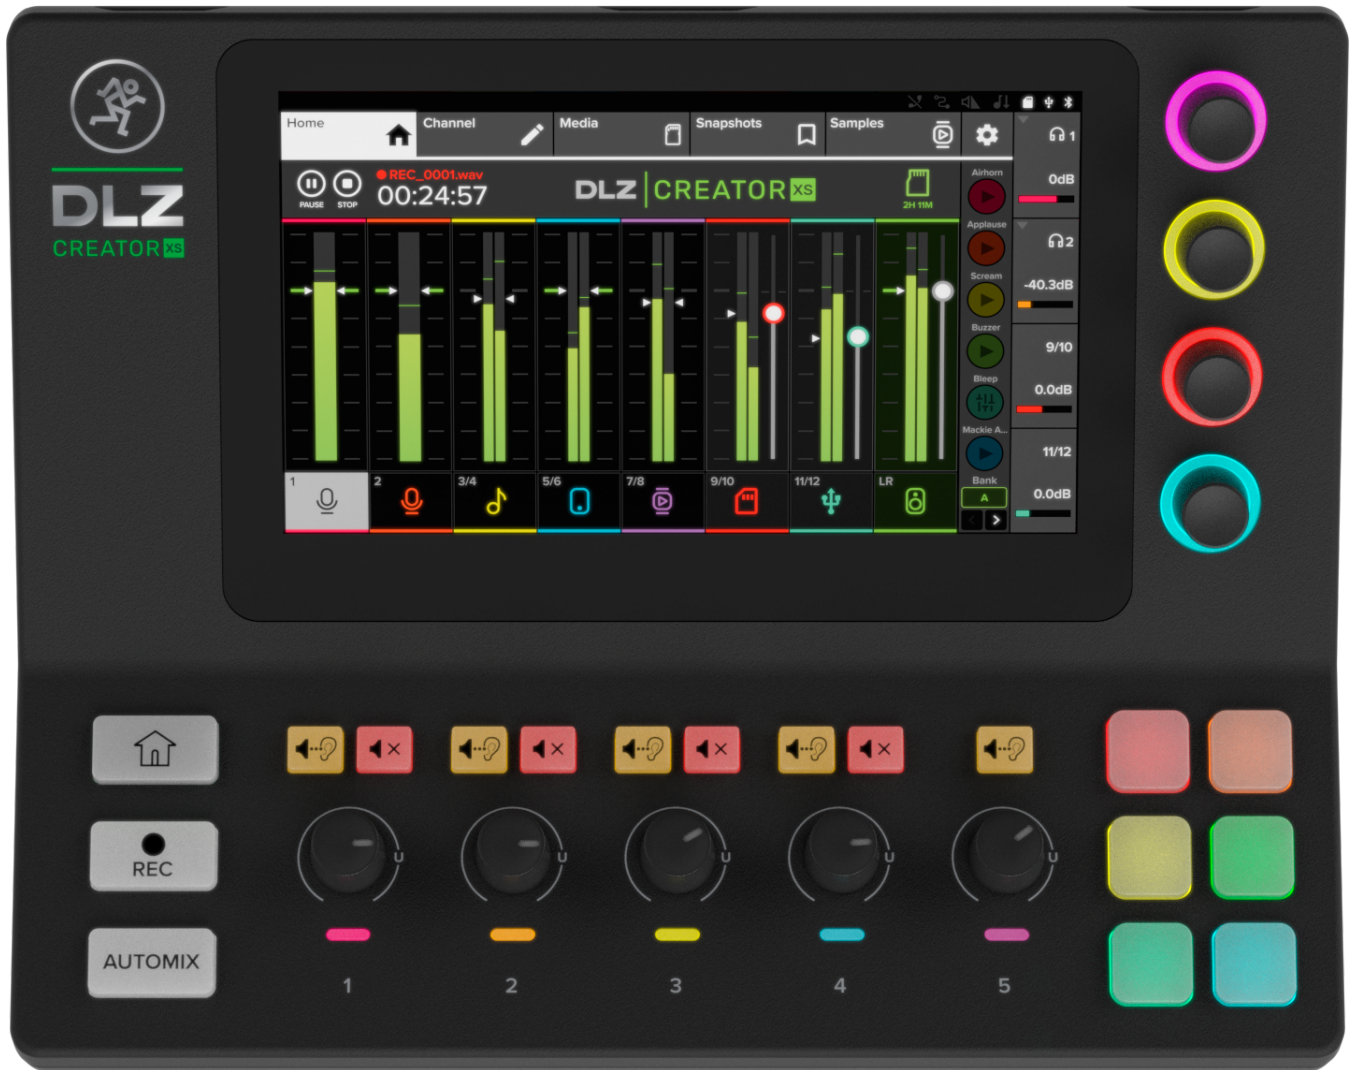 Home
Channel
Media
Snapshots
Samples
DLZ
CREATOR XS
PAUSE
STOP
REC_0001.wav
00:24:57
DLZ CREATOR XS
2H 11M
Airhorn
Applause
Scream
Buzzer
Bleep
Mackie A...
Bank
A
1
0dB
2
-40.3dB
9/10
0.0dB
11/12
0.0dB
1
2
3/4
5/6
7/8
9/10
11/12
LR
REC
AUTOMIX
U
U
U
U
U
1
2
3
4
5